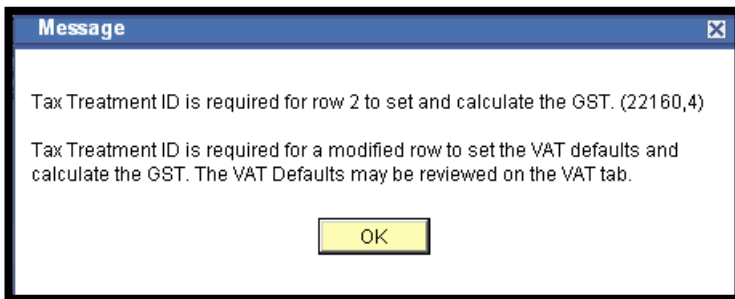 Message
Tax Treatment ID is required for row 2 to set and calculate the GST. (22160,4)
Tax Treatment ID is required for a modified row to set the VAT defaults and
calculate the GST. The VAT Defaults may be reviewed on the VAT tab.
OK